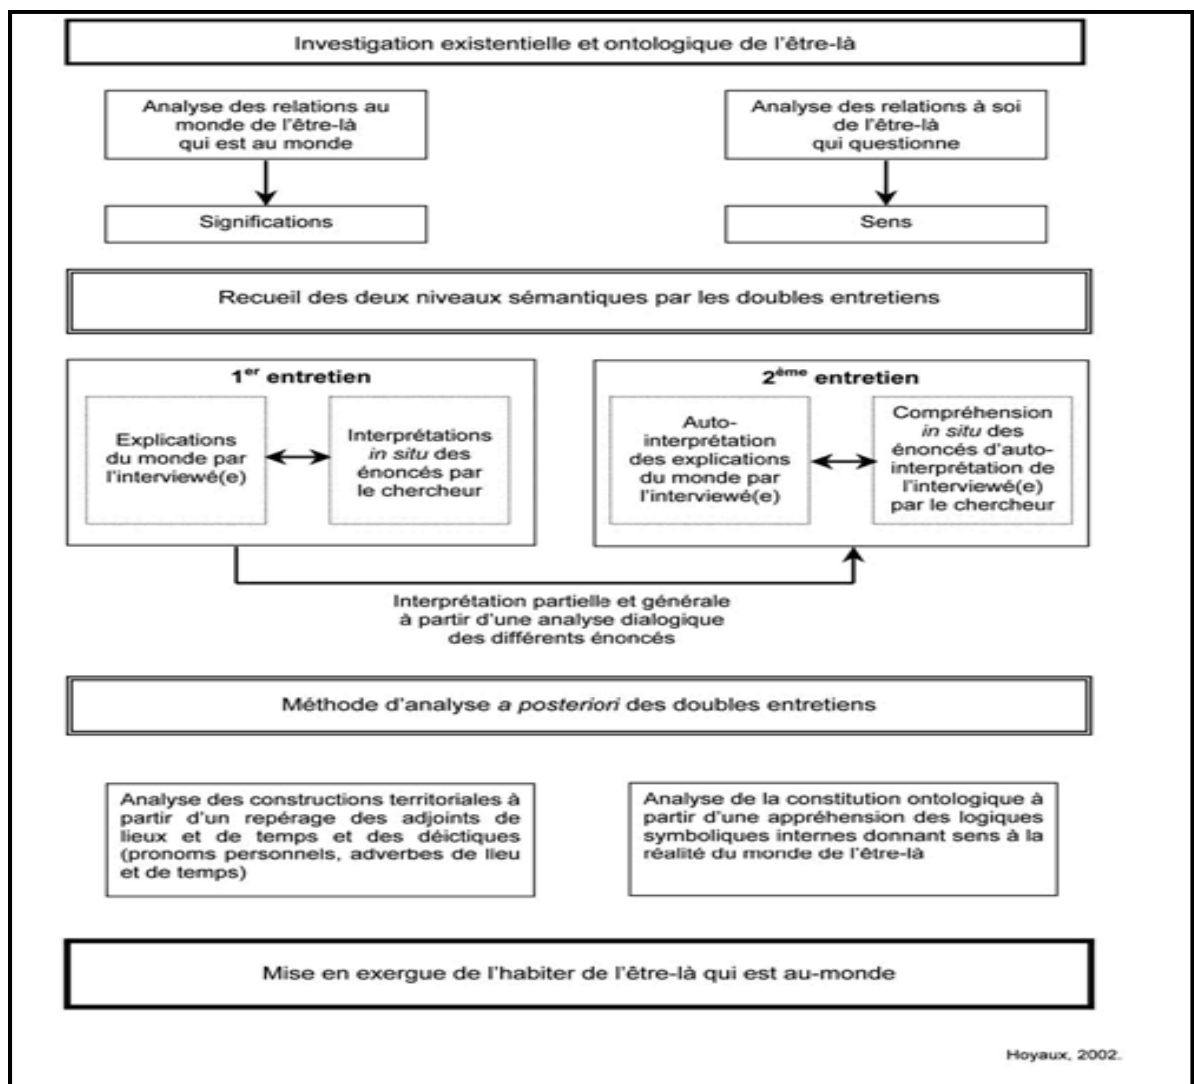 Investigation existentielle et ontologique de l'être-là
Analyse des relations au
monde de l'être-là
qui est au monde
Analyse des relations à soi
de l'être-là
qui questionne
Significations
Sens
Recueil des deux niveaux sémantiques par les doubles entretiens
1er entretien
Explications
du monde par
l'interviewé(e)
Interprétations
in situ des
énoncés par
le chercheur
2ème entretien
Auto-
interprétation
des explications
du monde par
l'interviewé(e)
Compréhension
in situ des
énoncés d'auto-
interprétation de
l'interviewé(e)
par le chercheur
Interprétation partielle et générale
à partir d'une analyse dialogique
des différents énoncés
Méthode d'analyse a posteriori des doubles entretiens
Analyse des constructions territoriales à
partir d'un repérage des adjoints de
lieux et de temps et des déictiques
(pronoms personnels, adverbes de lieu
et de temps)
Analyse de la constitution ontologique à
partir d'une appréhension des logiques
symboliques internes donnant sens à la
réalité du monde de l'être-là
Mise en exergue de l'habiter de l'être-là qui est au-monde
Hoyaux, 2002.